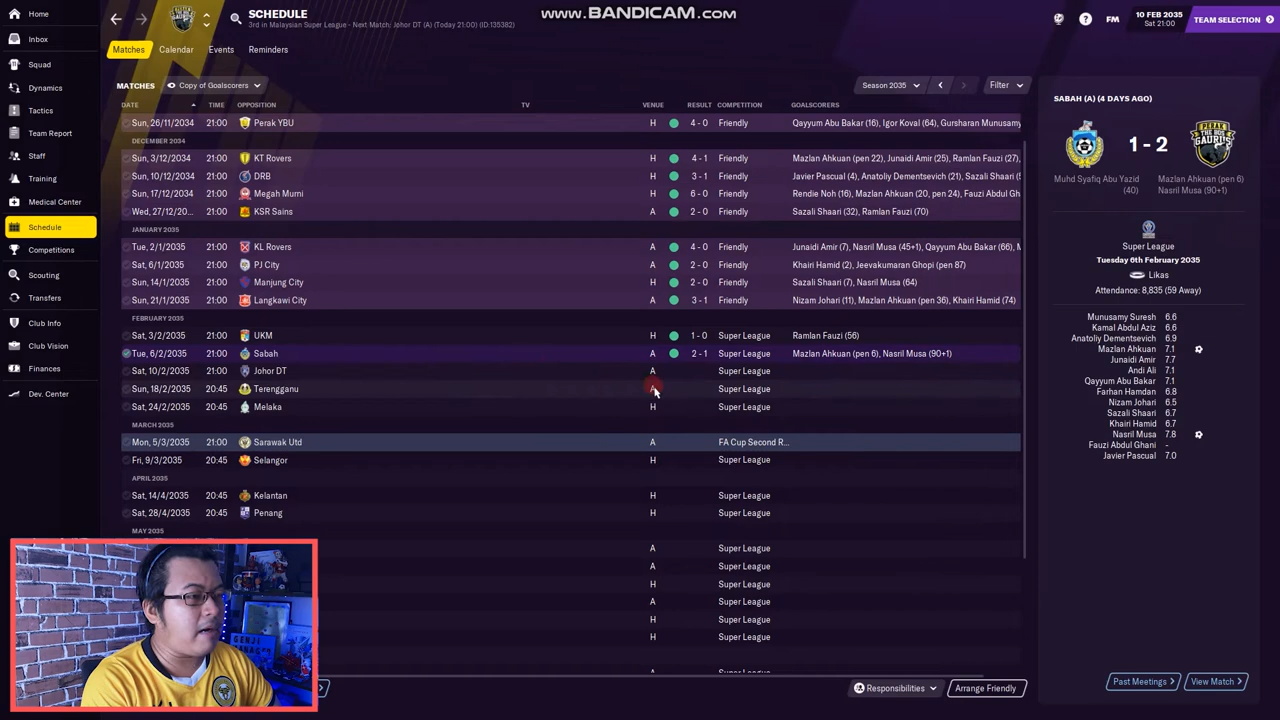 www.BANDICAM.com
Home
SCHEDULE
3rd in Malaysian Super League - Next Match: Johor DT (A) (Today 21:00) (ID:135382)
FM
10 FEB 2035
Sat 21:00
TEAM SELECTION
Inbox
Matches Calendar Events Reminders
Squad
Dynamics
Tactics
Team Report
Staff
Training
Medical Center
Schedule
Competitions
Scouting
Transfers
Club Info
Club Vision
Finances
Dev. Center
MATCHES Copy of Goalscorers Season 2035 Filter
DATE TIME OPPOSITION TV VENUE RESULT COMPETITION GOALSCORERS
Sun, 26/11/2034 21:00 Perak YBU H 4 - 0 Friendly Qayyum Abu Bakar (16), Igor Koval (64), Gursharan Munusamy
DECEMBER 2034
Sun, 3/12/2034 21:00 KT Rovers H 4 - 1 Friendly Mazlan Ahkuan (pen 22), Junaidi Amir (25), Ramlan Fauzi (27),
Sun, 10/12/2034 21:00 DRB H 3 - 1 Friendly Javier Pascual (4), Anatoliy Dementsevich (21), Sazali Shaari (5
Sun, 17/12/2034 21:00 Megah Murni H 6 - 0 Friendly Rendie Noh (16), Mazlan Ahkuan (20, pen 24), Fauzi Abdul Gh
Wed, 27/12/20... 21:00 KSR Sains A 2 - 0 Friendly Sazali Shaari (32), Ramlan Fauzi (70)
JANUARY 2035
Tue, 2/1/2035 21:00 KL Rovers A 4 - 0 Friendly Junaidi Amir (7), Nasril Musa (45+1), Qayyum Abu Bakar (66), M
Sat, 6/1/2035 21:00 PJ City A 2 - 0 Friendly Khairi Hamid (2), Jeevakumaran Ghopi (pen 87)
Sun, 14/1/2035 21:00 Manjung City H 2 - 0 Friendly Sazali Shaari (7), Nasril Musa (64)
Sun, 21/1/2035 21:00 Langkawi City A 3 - 1 Friendly Nizam Johari (11), Mazlan Ahkuan (pen 36), Khairi Hamid (74)
FEBRUARY 2035
Sat, 3/2/2035 21:00 UKM H 1 - 0 Super League Ramlan Fauzi (56)
Tue, 6/2/2035 21:00 Sabah A 2 - 1 Super League Mazlan Ahkuan (pen 6), Nasril Musa (90+1)
Sat, 10/2/2035 21:00 Johor DT A Super League
Sun, 18/2/2035 20:45 Terengganu A Super League
Sat, 24/2/2035 20:45 Melaka H Super League
MARCH 2035
Mon, 5/3/2035 21:00 Sarawak Utd A FA Cup Second R...
Fri, 9/3/2035 20:45 Selangor H Super League
APRIL 2035
Sat, 14/4/2035 20:45 Kelantan H Super League
Sat, 28/4/2035 20:45 Penang H Super League
MAY 2035
A Super League
A Super League
H Super League
A Super League
H Super League
H Super League
A Super League
Responsibilities
Arrange Friendly
SABAH (A) (4 DAYS AGO)
1 - 2
PERAK
THE BOS
GAURUS
Muhd Syafiq Abu Yazid
(40)
Mazlan Ahkuan (pen 6)
Nasril Musa (90+1)
Super League
Tuesday 6th February 2035
Likas
Attendance: 8,835 (59 Away)
Munusamy Suresh 6.6
Kamal Abdul Aziz 6.6
Anatoliy Dementsevich 6.9
Mazlan Ahkuan 7.1
Junaidi Amir 7.1
Andi Ali 7.1
Qayyum Abu Bakar 7.1
Farhan Hamdan 6.8
Nizam Johari 6.5
Sazali Shaari 6.7
Khairi Hamid 6.7
Nasril Musa 7.8
Fauzi Abdul Ghani -
Javier Pascual 7.0
Past Meetings
View Match